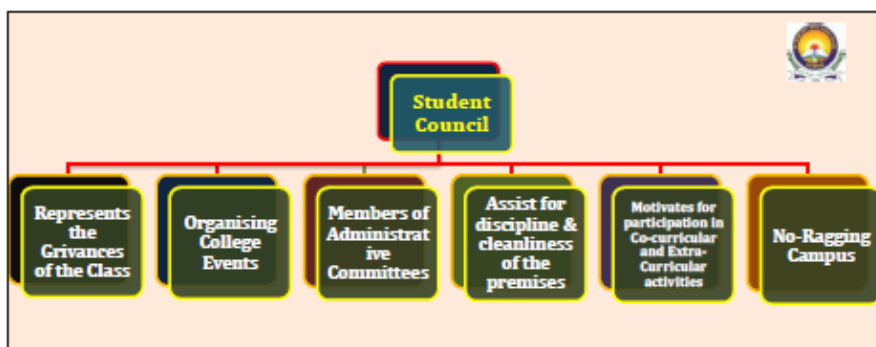 Student
Council
Represents
the
Grivances
of the Class
Organising
College
Events
Members of
Administrat
ive
Committees
Assist for
discipline &
cleanliness
of the
premises
Motivates for
participation in
Co-curricular
and Extra-
Curricular
activities
No-Ragging
Campus